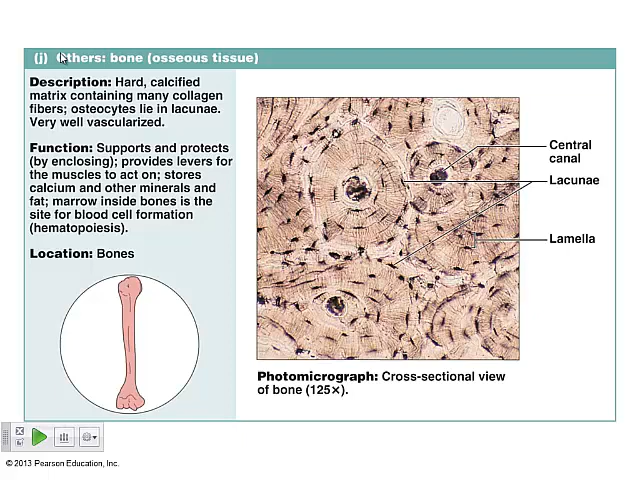 (j) Others: bone (osseous tissue)
Description: Hard, calcified
matrix containing many collagen
fibers; osteocytes lie in lacunae.
Very well vascularized.
Function: Supports and protects
(by enclosing); provides levers for
the muscles to act on; stores
calcium and other minerals and
fat; marrow inside bones is the
site for blood cell formation
(hematopoiesis).
Location: Bones
Central
canal
Lacunae
Lamella
Photomicrograph: Cross-sectional view
of bone (125×).
© 2013 Pearson Education, Inc.